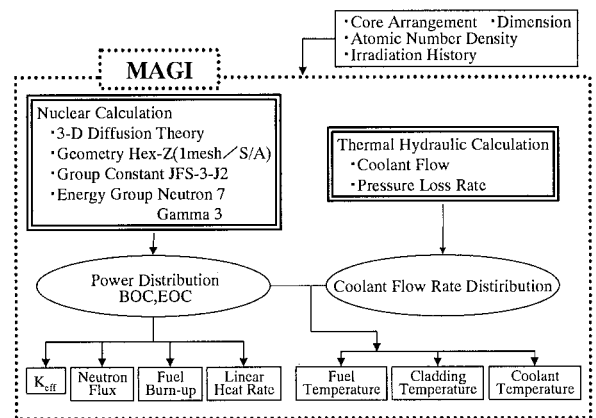 ·Core Arrangement ·Dimension
·Atomic Number Density
·Irradiation History
MAGI
Nuclear Calculation
·3-D Diffusion Theory
·Geometry Hex-Z(1mesh／S/A)
·Group Constant JFS-3-J2
·Energy Group Neutron 7
Gamma 3
Thermal Hydraulic Calculation
·Coolant Flow
·Pressure Loss Rate
Power Distribution
BOC,EOC
Coolant Flow Rate Distiribution
Keff
Neutron
Flux
Fuel
Burn-up
Linear
Heat Rate
Fuel
Temperature
Cladding
Temperature
Coolant
Temperature